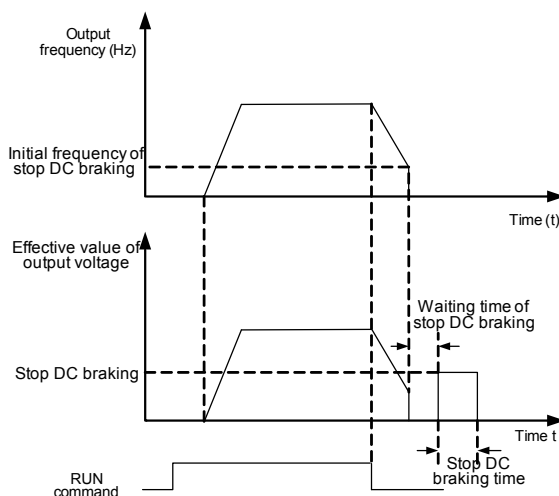 Output
frequency (Hz)
Initial frequency of
stop DC braking
Time (t)
Effective value of
output voltage
Waiting time of
stop DC braking
Stop DC braking
Time t
Stop DC
braking time
RUN
command